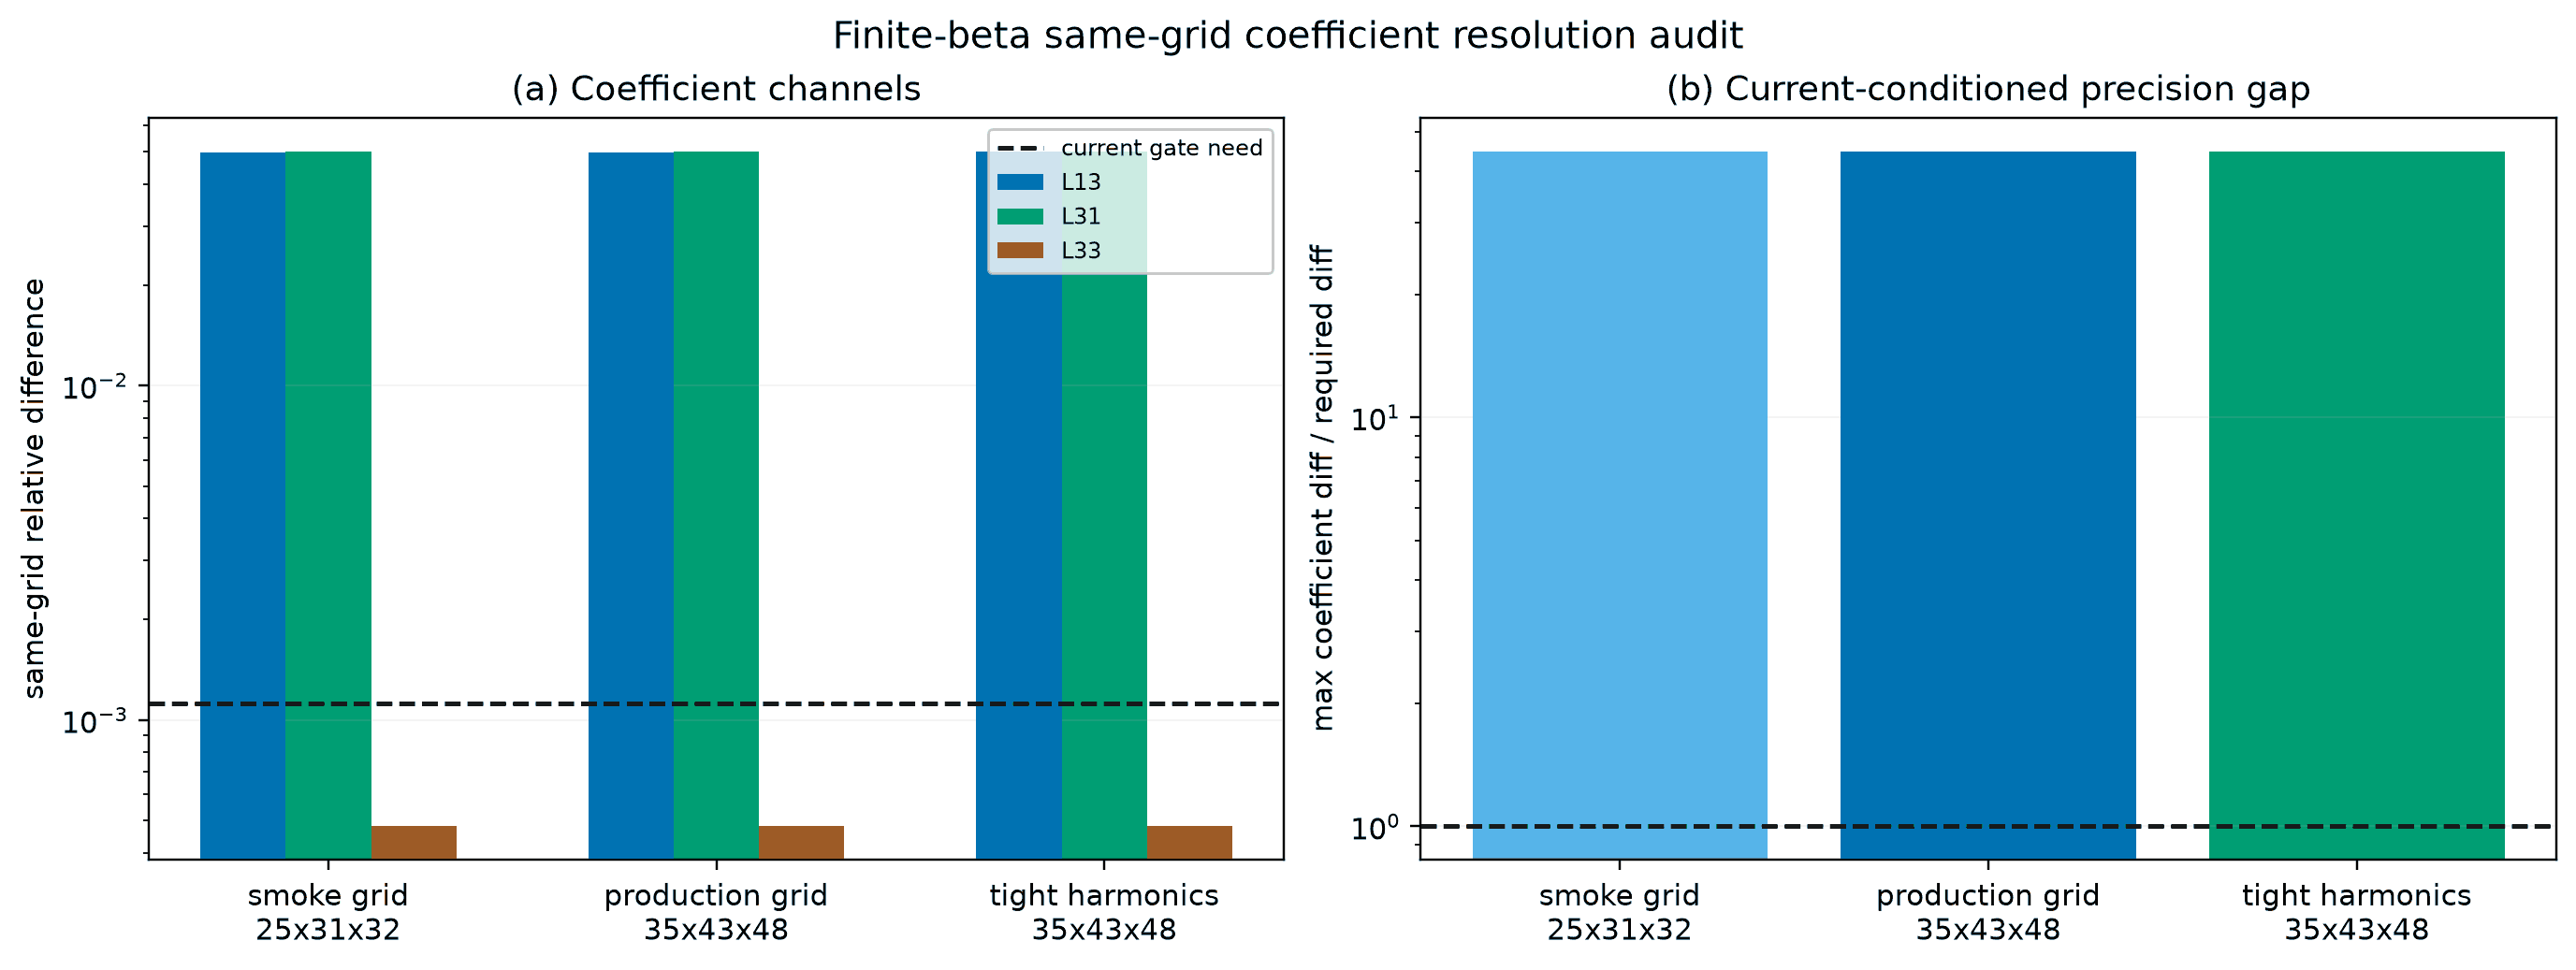 Finite-beta same-grid coefficient resolution audit
(a) Coefficient channels
same-grid relative difference
10⁻²
10⁻³
current gate need
L13
L31
L33
smoke grid
25x31x32
production grid
35x43x48
tight harmonics
35x43x48
(b) Current-conditioned precision gap
max coefficient diff / required diff
10¹
10⁰
smoke grid
25x31x32
production grid
35x43x48
tight harmonics
35x43x48